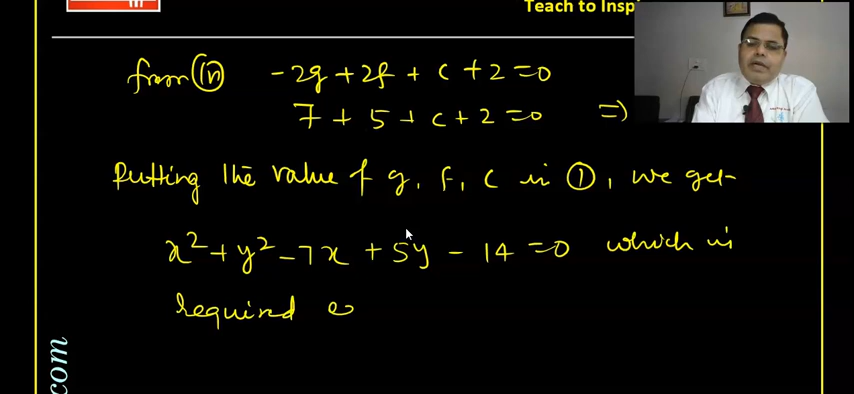 Teach to Insp
from (iv) -2g + 2f + c + 2 = 0
7 + 5 + c + 2 = 0 ⇒
Putting the value of g, f, c in ①, we get
x² + y² - 7x + 5y - 14 = 0 which is
required e
.com